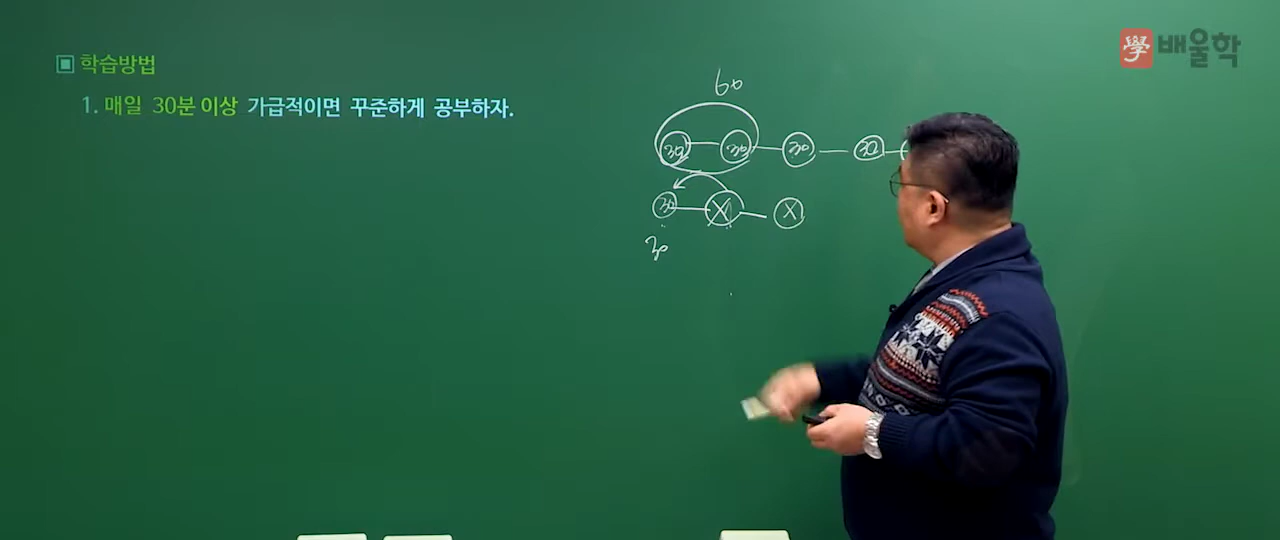 學 배울학
▣ 학습방법
1. 매일 30분 이상 가급적이면 꾸준하게 공부하자.
60
30 30 30 30
30 X X
30